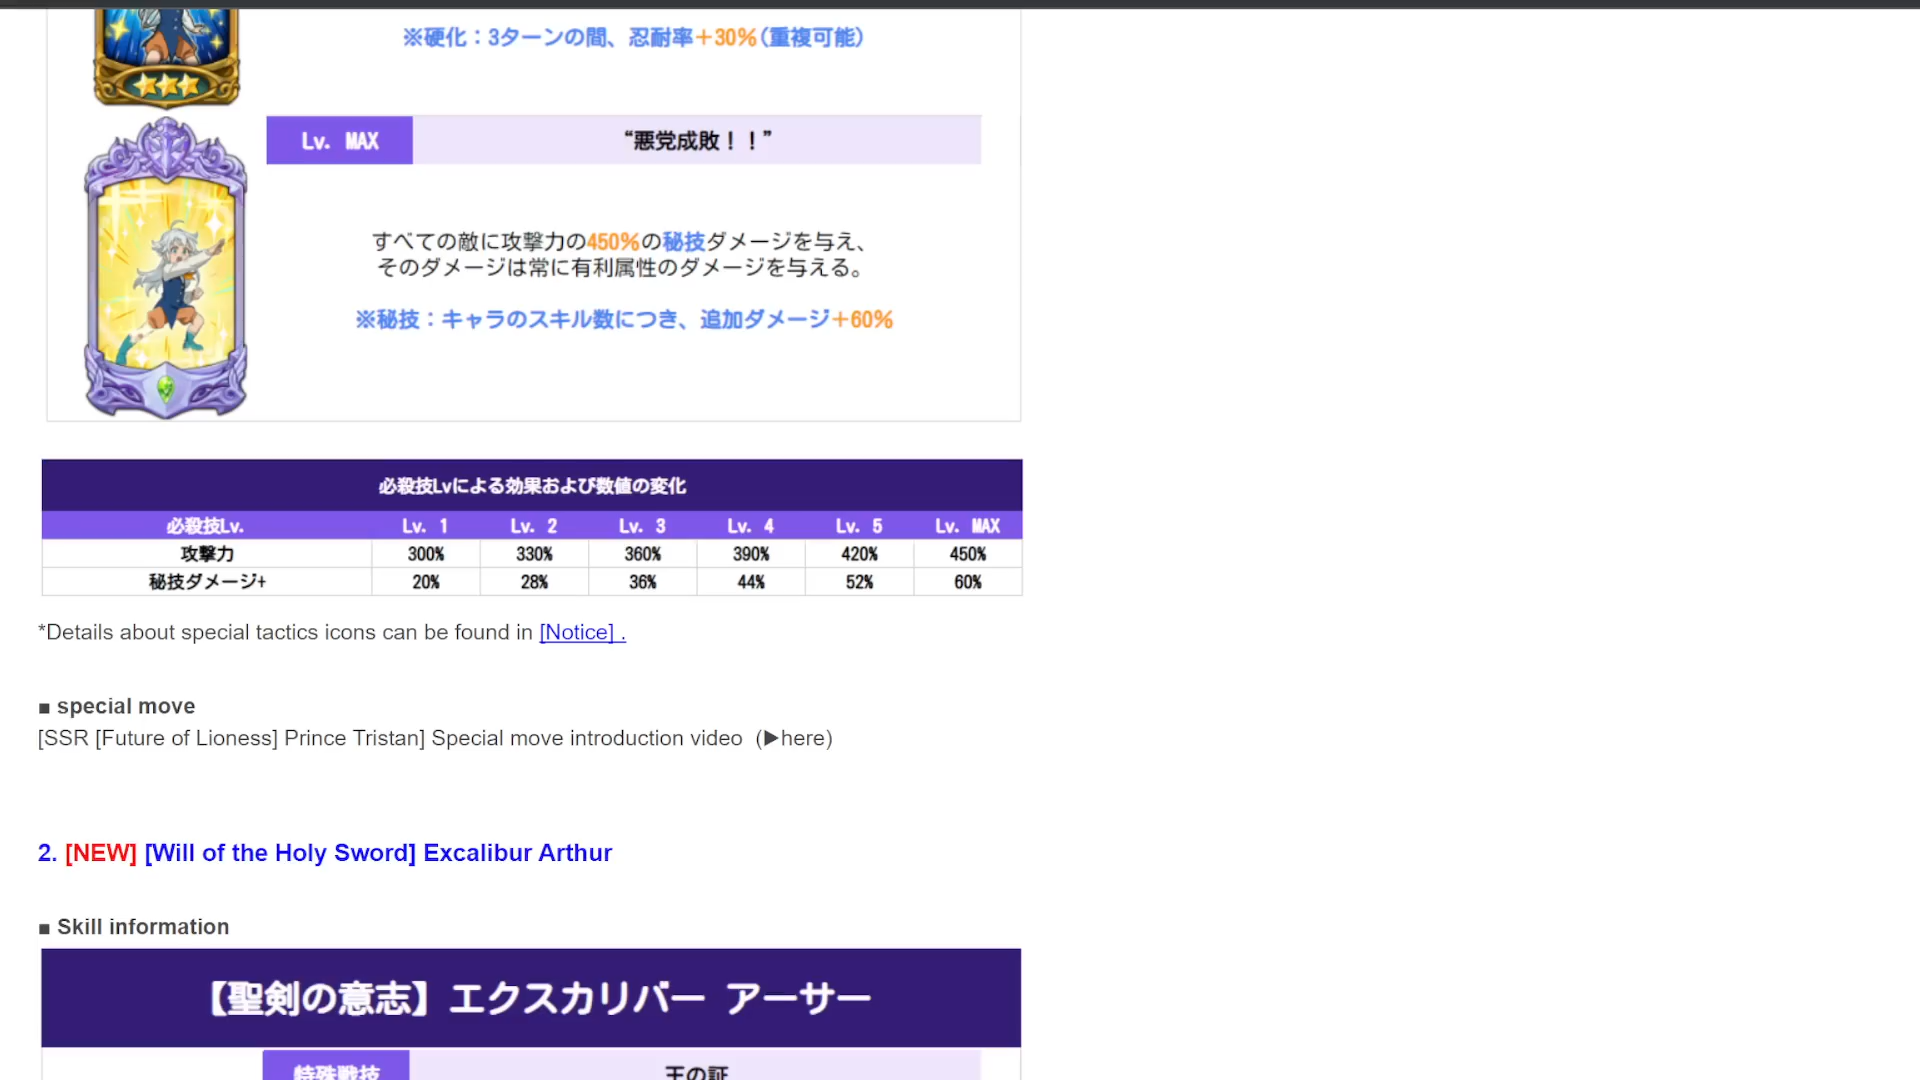 ※硬化：3ターンの間、忍耐率＋30%（重複可能）
Lv. MAX
“悪党成敗！！”
すべての敵に攻撃力の450%の秘技ダメージを与え、
そのダメージは常に有利属性のダメージを与える。
※秘技：キャラのスキル数につき、追加ダメージ＋60%
必殺技Lvによる効果および数値の変化
必殺技Lv. Lv. 1 Lv. 2 Lv. 3 Lv. 4 Lv. 5 Lv. MAX
攻撃力 300% 330% 360% 390% 420% 450%
秘技ダメージ+ 20% 28% 36% 44% 52% 60%
*Details about special tactics icons can be found in [Notice] .
■ special move
[SSR [Future of Lioness] Prince Tristan] Special move introduction video (▶here)
2. [NEW] [Will of the Holy Sword] Excalibur Arthur
■ Skill information
【聖剣の意志】エクスカリバー アーサー
特殊戦技
王の証